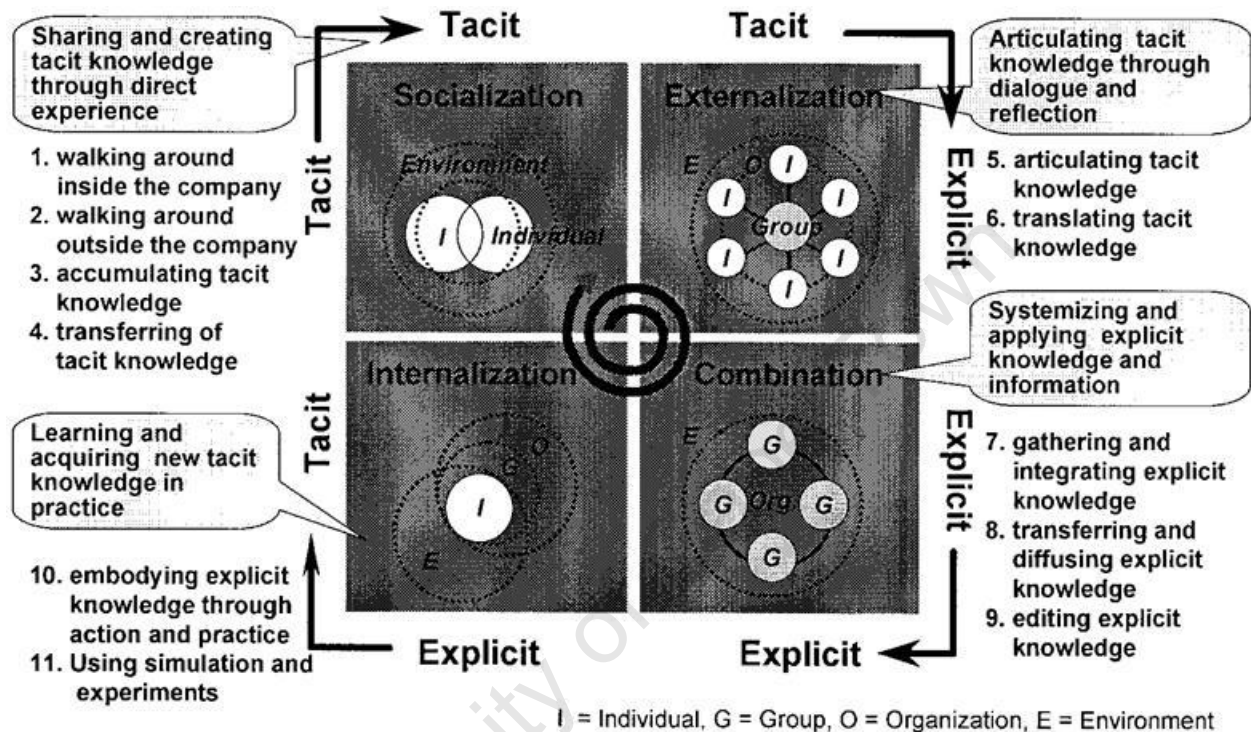 Tacit
Tacit
Sharing and creating
tacit knowledge
through direct
experience
1. walking around
inside the company
2. walking around
outside the company
3. accumulating tacit
knowledge
4. transferring of
tacit knowledge
Tacit
Socialization
Environment
I
Individual
Externalization
E
O
I
I
I
Group
I
I
I
Explicit
Articulating tacit
knowledge through
dialogue and
reflection
5. articulating tacit
knowledge
6. translating tacit
knowledge
Learning and
acquiring new tacit
knowledge in
practice
10. embodying explicit
knowledge through
action and practice
11. Using simulation and
experiments
Tacit
Internalization
G
O
I
E
Combination
E
G
G
Org.
G
G
Explicit
Systemizing and
applying explicit
knowledge and
information
7. gathering and
integrating explicit
knowledge
8. transferring and
diffusing explicit
knowledge
9. editing explicit
knowledge
Explicit
Explicit
I = Individual, G = Group, O = Organization, E = Environment